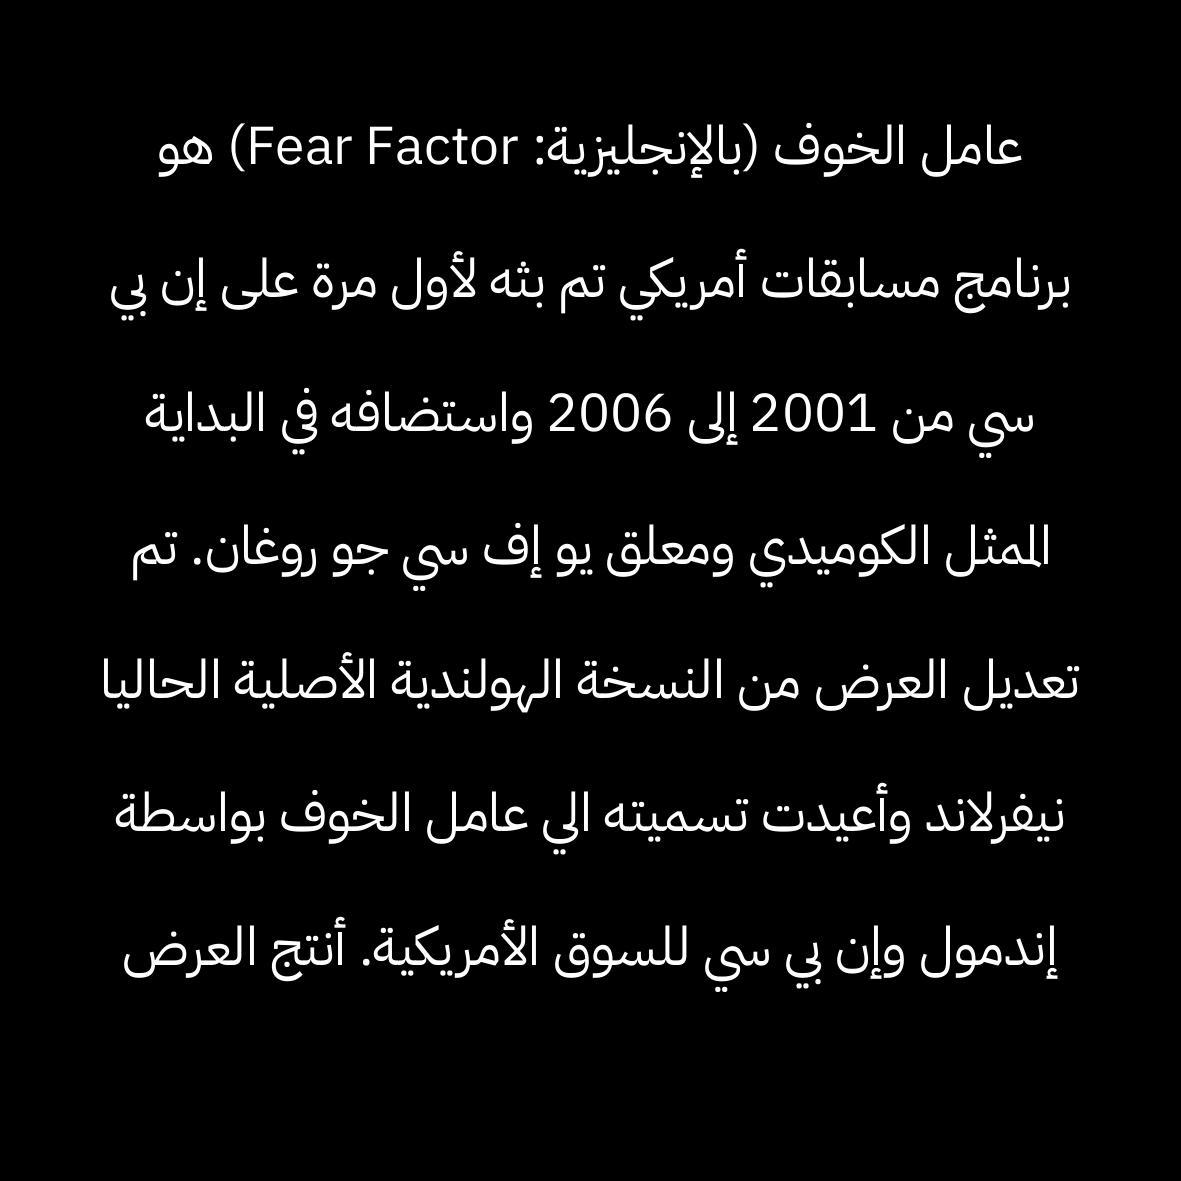 عامل الخوف (بالإنجليزية: Fear Factor) هو
برنامج مسابقات أمريكي تم بثه لأول مرة على إن بي
سي من 2001 إلى 2006 واستضافه في البداية
الممثل الكوميدي ومعلق يو إف سي جو روغان. تم
تعديل العرض من النسخة الهولندية الأصلية الحاليا
نيفرلاند وأعيدت تسميته الي عامل الخوف بواسطة
إندمول وإن بي سي للسوق الأمريكية. أنتج العرض